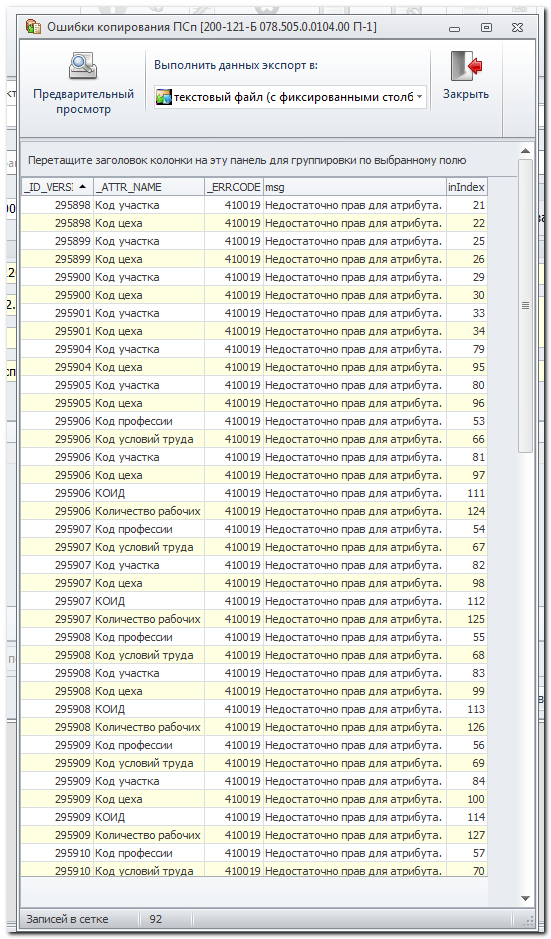 Ошибки копирования ПСп [200-121-Б 078.505.0.0104.00 П-1]
Предварительный просмотр
Выполнить данных экспорт в:
текстовый файл (с фиксированными столб
Закрыть
Перетащите заголовок колонки на эту панель для группировки по выбранному полю
_ID_VERSI _ATTR_NAME _ERRCODE msg inIndex
295898 Код участка 410019 Недостаточно прав для атрибута. 21
295898 Код цеха 410019 Недостаточно прав для атрибута. 22
295899 Код участка 410019 Недостаточно прав для атрибута. 25
295899 Код цеха 410019 Недостаточно прав для атрибута. 26
295900 Код участка 410019 Недостаточно прав для атрибута. 29
295900 Код цеха 410019 Недостаточно прав для атрибута. 30
295901 Код участка 410019 Недостаточно прав для атрибута. 33
295901 Код цеха 410019 Недостаточно прав для атрибута. 34
295904 Код участка 410019 Недостаточно прав для атрибута. 79
295904 Код цеха 410019 Недостаточно прав для атрибута. 95
295905 Код участка 410019 Недостаточно прав для атрибута. 80
295905 Код цеха 410019 Недостаточно прав для атрибута. 96
295906 Код профессии 410019 Недостаточно прав для атрибута. 53
295906 Код условий труда 410019 Недостаточно прав для атрибута. 66
295906 Код участка 410019 Недостаточно прав для атрибута. 81
295906 Код цеха 410019 Недостаточно прав для атрибута. 97
295906 КОИД 410019 Недостаточно прав для атрибута. 111
295906 Количество рабочих 410019 Недостаточно прав для атрибута. 124
295907 Код профессии 410019 Недостаточно прав для атрибута. 54
295907 Код условий труда 410019 Недостаточно прав для атрибута. 67
295907 Код участка 410019 Недостаточно прав для атрибута. 82
295907 Код цеха 410019 Недостаточно прав для атрибута. 98
295907 КОИД 410019 Недостаточно прав для атрибута. 112
295907 Количество рабочих 410019 Недостаточно прав для атрибута. 125
295908 Код профессии 410019 Недостаточно прав для атрибута. 55
295908 Код условий труда 410019 Недостаточно прав для атрибута. 68
295908 Код участка 410019 Недостаточно прав для атрибута. 83
295908 Код цеха 410019 Недостаточно прав для атрибута. 99
295908 КОИД 410019 Недостаточно прав для атрибута. 113
295908 Количество рабочих 410019 Недостаточно прав для атрибута. 126
295909 Код профессии 410019 Недостаточно прав для атрибута. 56
295909 Код условий труда 410019 Недостаточно прав для атрибута. 69
295909 Код участка 410019 Недостаточно прав для атрибута. 84
295909 Код цеха 410019 Недостаточно прав для атрибута. 100
295909 КОИД 410019 Недостаточно прав для атрибута. 114
295909 Количество рабочих 410019 Недостаточно прав для атрибута. 127
295910 Код профессии 410019 Недостаточно прав для атрибута. 57
295910 Код условий труда 410019 Недостаточно прав для атрибута. 70
Записей в сетке 92